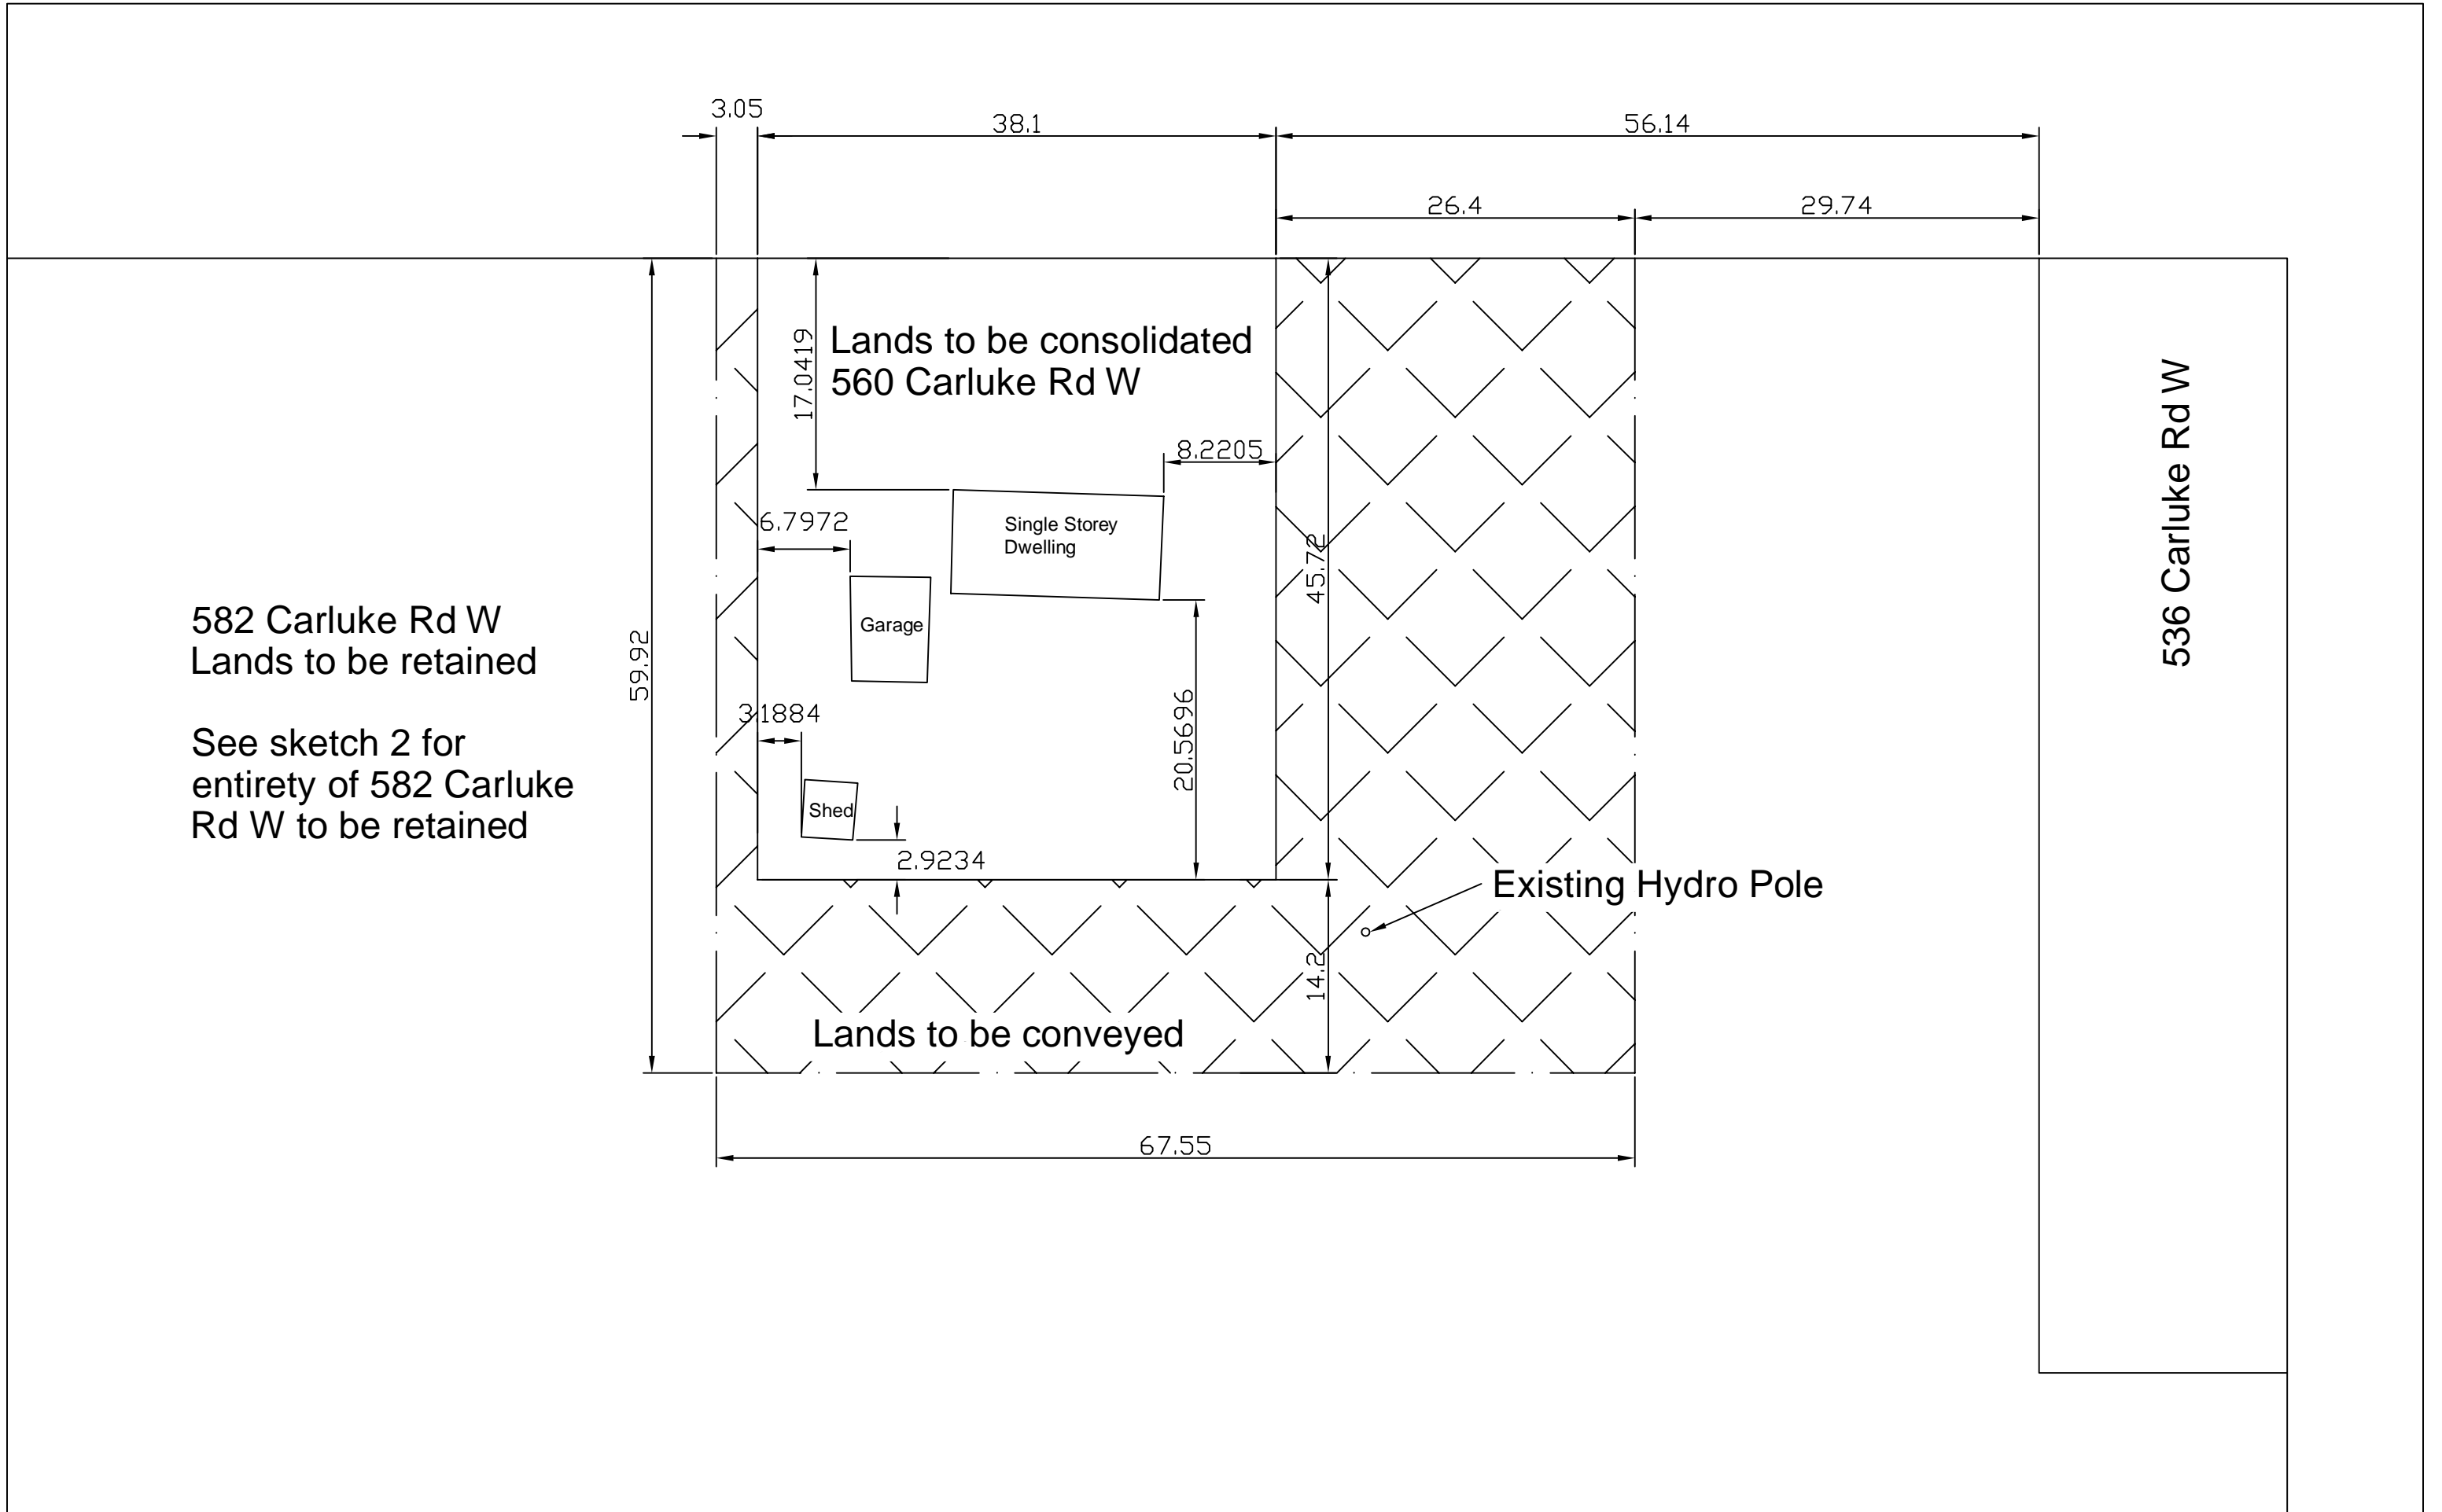 3.05
38.1
56.14
26.4
29.74
17.0419
Lands to be consolidated
560 Carluke Rd W
8.2205
6.7972
Single Storey
Dwelling
45.72
536 Carluke Rd W
582 Carluke Rd W
Lands to be retained
Garage
59.92
3.1884
20.5696
See sketch 2 for
entirety of 582 Carluke
Rd W to be retained
Shed
2.9234
Existing Hydro Pole
14.2
Lands to be conveyed
67.55